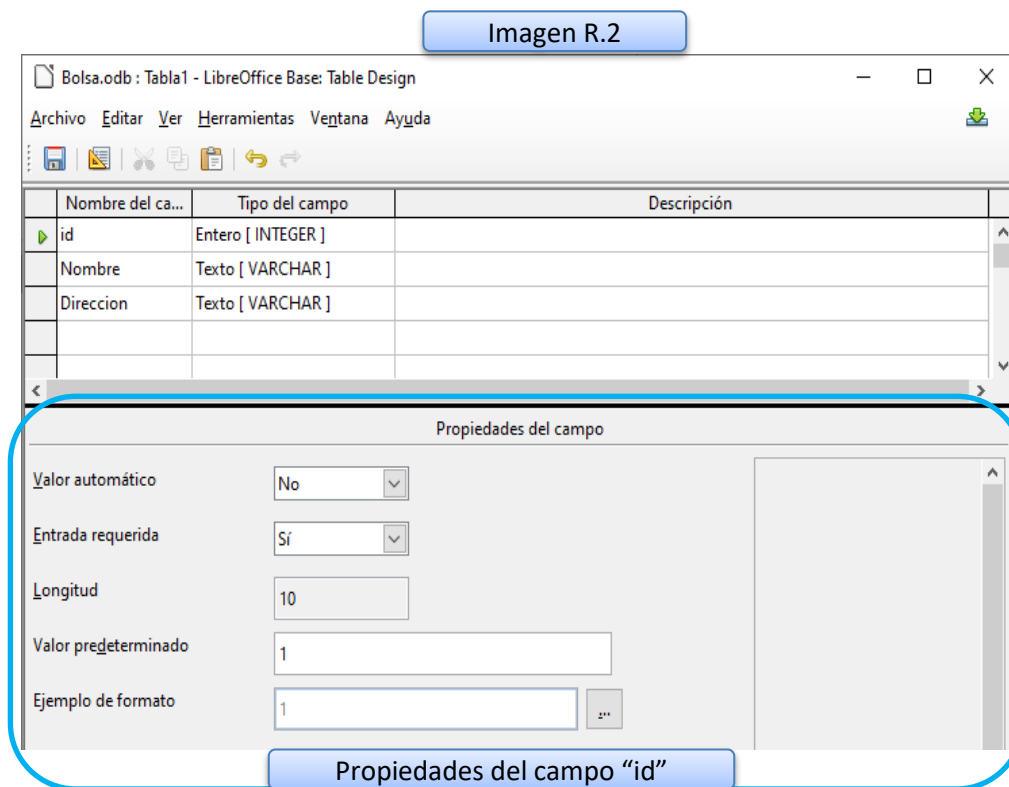 Imagen R.2
Bolsa.odb : Tabla1 - LibreOffice Base: Table Design
Archivo Editar Ver Herramientas Ventana Ayuda
Nombre del ca... Tipo del campo Descripción
id Entero [ INTEGER ]
Nombre Texto [ VARCHAR ]
Direccion Texto [ VARCHAR ]
Propiedades del campo
Valor automático No
Entrada requerida Sí
Longitud 10
Valor predeterminado 1
Ejemplo de formato 1 ...
Propiedades del campo “id”